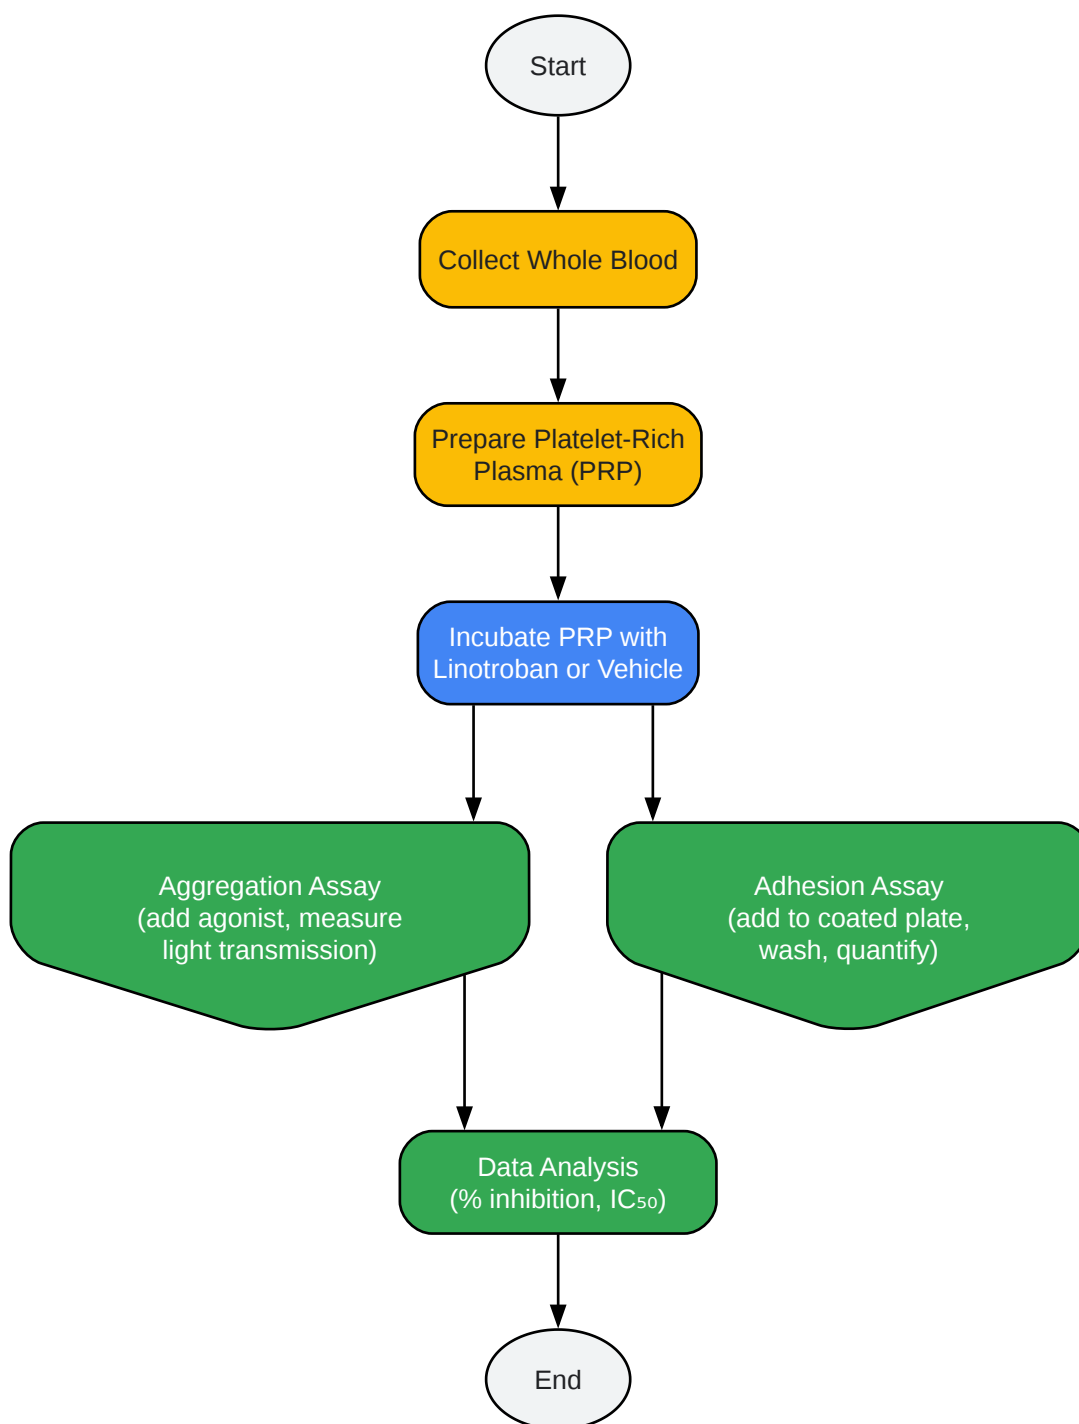 Start
Collect Whole Blood
Prepare Platelet-Rich
Plasma (PRP)
Incubate PRP with
Linotroban or Vehicle
Aggregation Assay
(add agonist, measure
light transmission)
Adhesion Assay
(add to coated plate,
wash, quantify)
Data Analysis
(% inhibition, IC₅₀)
End